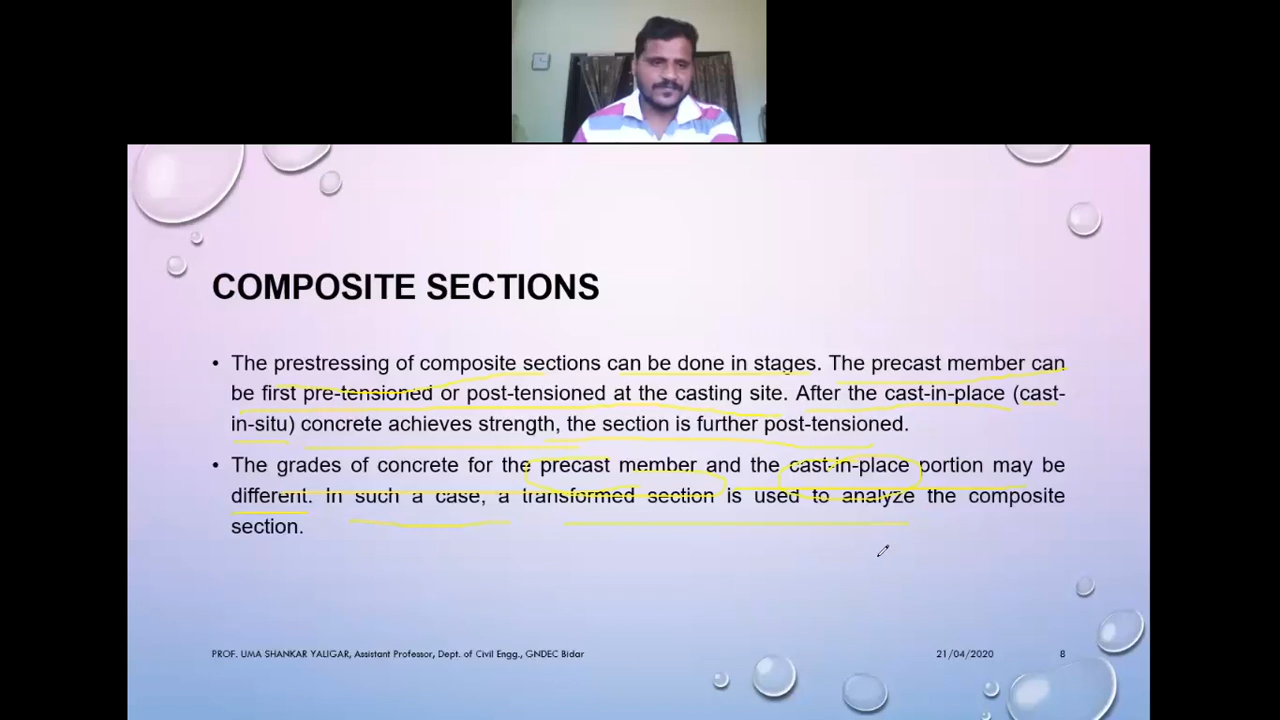 COMPOSITE SECTIONS
• The prestressing of composite sections can be done in stages. The precast member can
be first pre-tensioned or post-tensioned at the casting site. After the cast-in-place (cast-
in-situ) concrete achieves strength, the section is further post-tensioned.
• The grades of concrete for the precast member and the cast-in-place portion may be
different. In such a case, a transformed section is used to analyze the composite
section.
PROF. UMA SHANKAR YALIGAR, Assistant Professor, Dept. of Civil Engg., GNDEC Bidar 21/04/2020 8